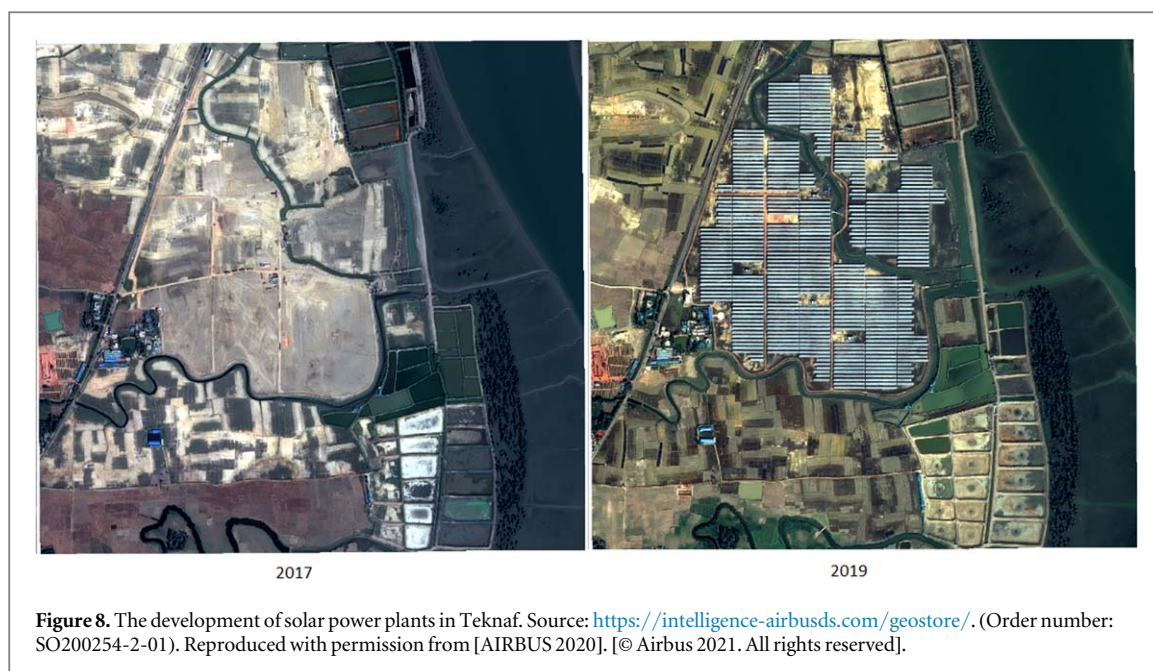 2017
2019
Figure 8. The development of solar power plants in Teknaf. Source: https://intelligence-airbusds.com/geostore/. (Order number:
SO200254-2-01). Reproduced with permission from [AIRBUS 2020]. [© Airbus 2021. All rights reserved].